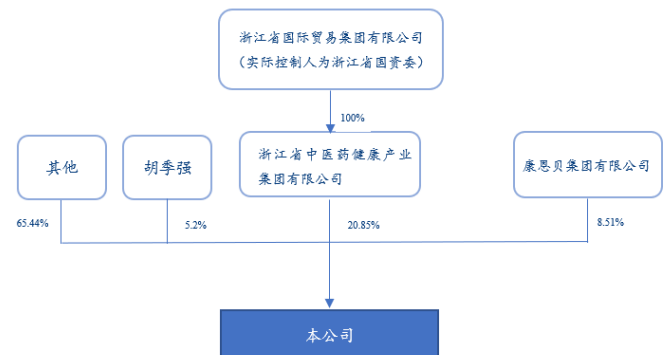 浙江省国际贸易集团有限公司
（实际控制人为浙江省国资委）
100%
其他
胡季强
浙江省中医药健康产业
集团有限公司
康恩贝集团有限公司
65.44%
5.2%
20.85%
8.51%
本公司